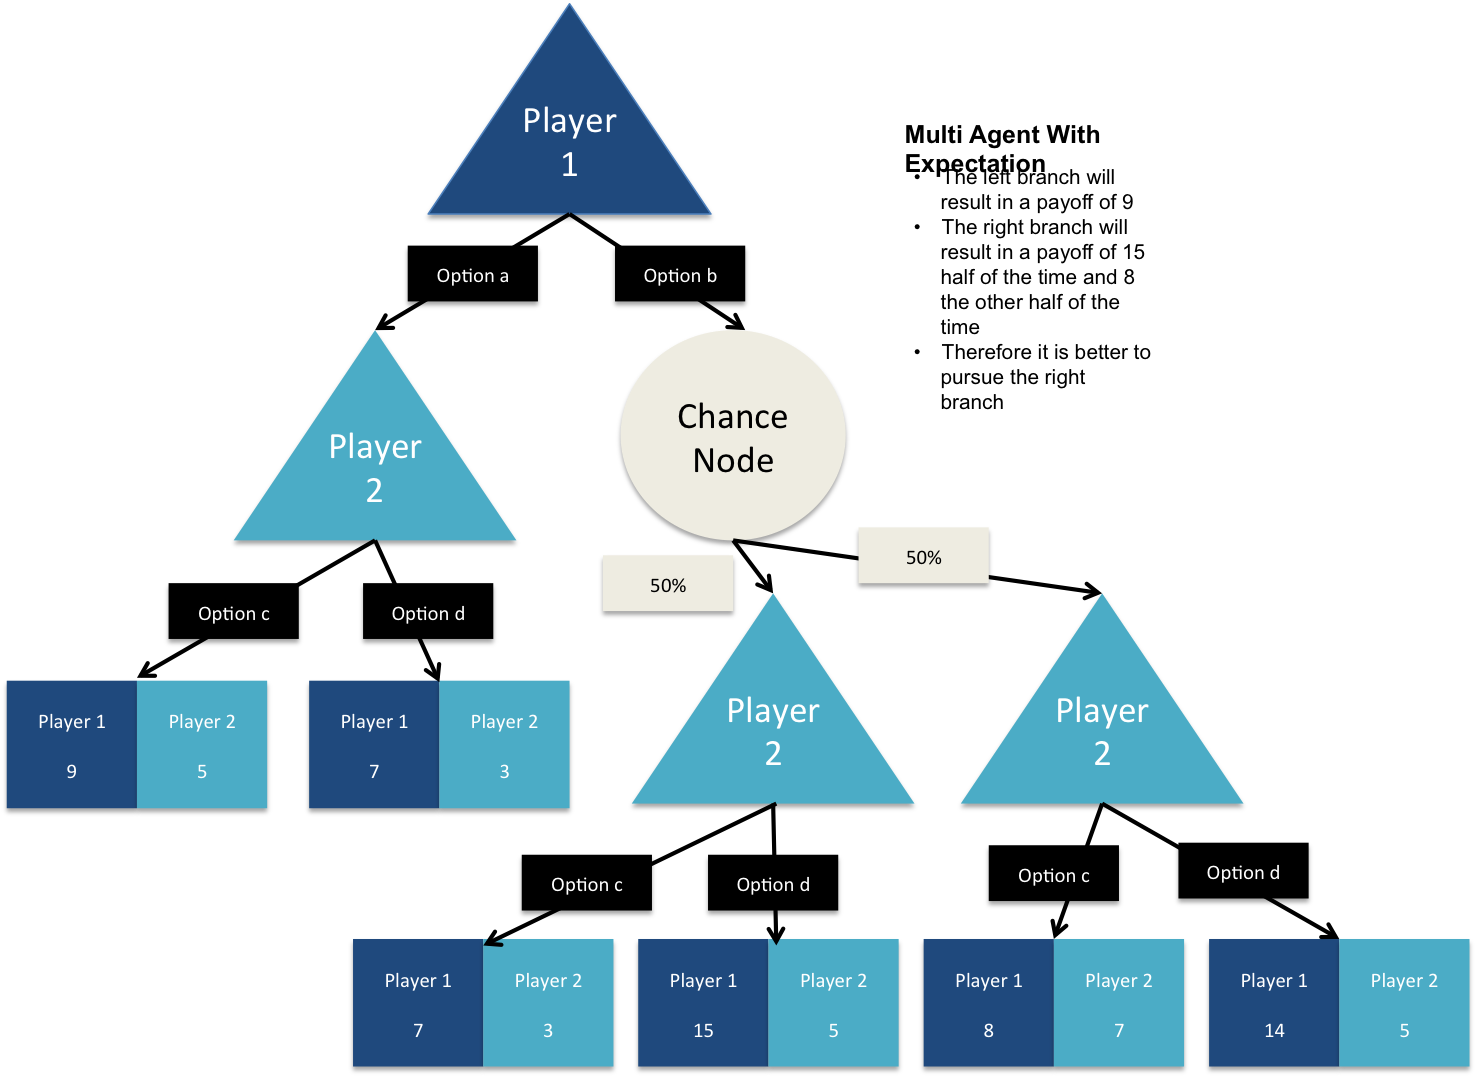 Player
1
Multi Agent With
Expectation
• The left branch will
result in a payoff of 9
• The right branch will
result in a payoff of 15
half of the time and 8
the other half of the
time
• Therefore it is better to
pursue the right
branch
Option a
Option b
Player
2
Chance
Node
50%
50%
Option c
Option d
Player 1
9
Player 2
5
Player 1
7
Player 2
3
Player
2
Player
2
Option c
Option d
Option c
Option d
Player 1
7
Player 2
3
Player 1
15
Player 2
5
Player 1
8
Player 2
7
Player 1
14
Player 2
5